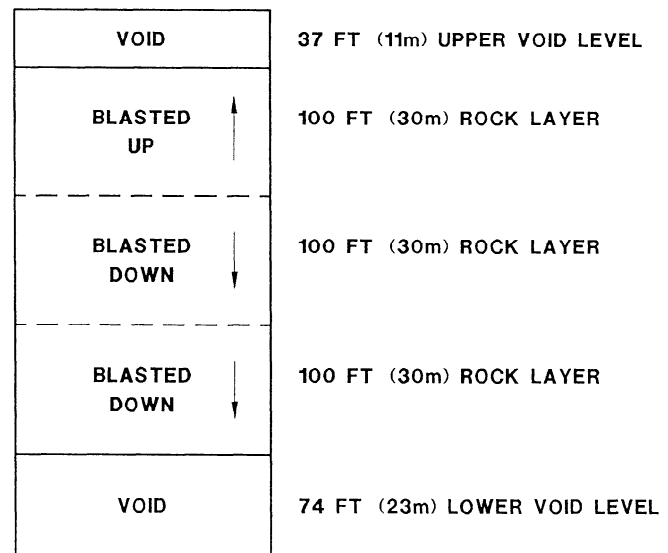 VOID 37 FT (11m) UPPER VOID LEVEL
BLASTED 100 FT (30m) ROCK LAYER
UP
BLASTED 100 FT (30m) ROCK LAYER
DOWN
BLASTED 100 FT (30m) ROCK LAYER
DOWN
VOID 74 FT (23m) LOWER VOID LEVEL